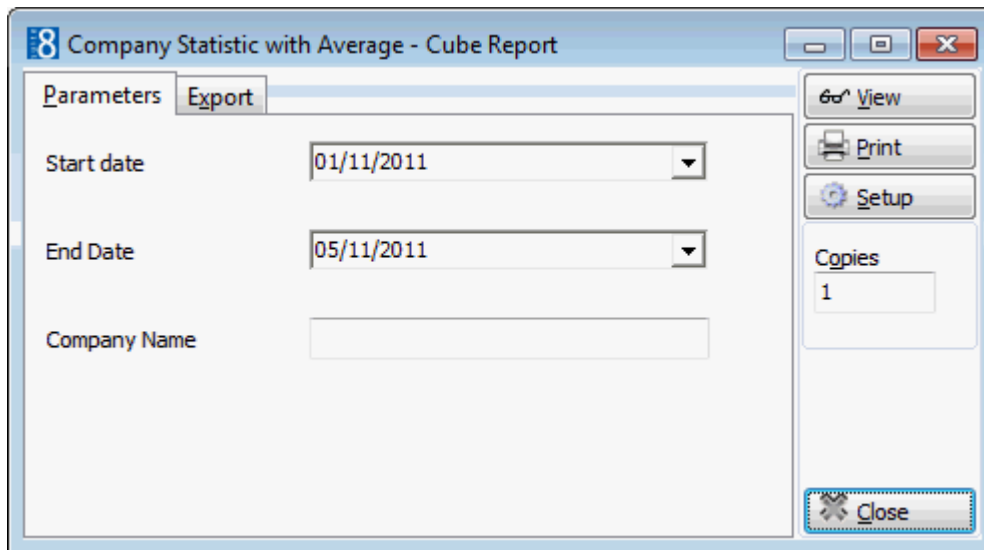 8 Company Statistic with Average - Cube Report
Parameters Export
Start date 01/11/2011
End Date 05/11/2011
Company Name
View
Print
Setup
Copies
1
Close